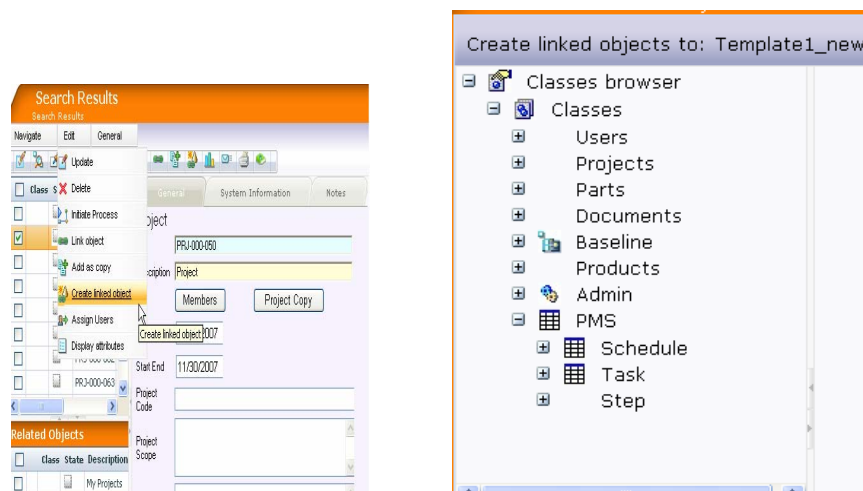 Search Results
Search Results
Navigate Edit General
Update
Delete
Initiate Process
Link object
Add as copy
Create linked object
Assign Users
Display attributes
Class S
General System Information Notes
PRJ-000-050
Project
Members Project Copy
Create linked object
2007
Start End 11/30/2007
PRJ-000-063
Project
Code
Project
Scope
Related Objects
Class State Description
My Projects
Create linked objects to: Template1_new
Classes browser
Classes
Users
Projects
Parts
Documents
Baseline
Products
Admin
PMS
Schedule
Task
Step